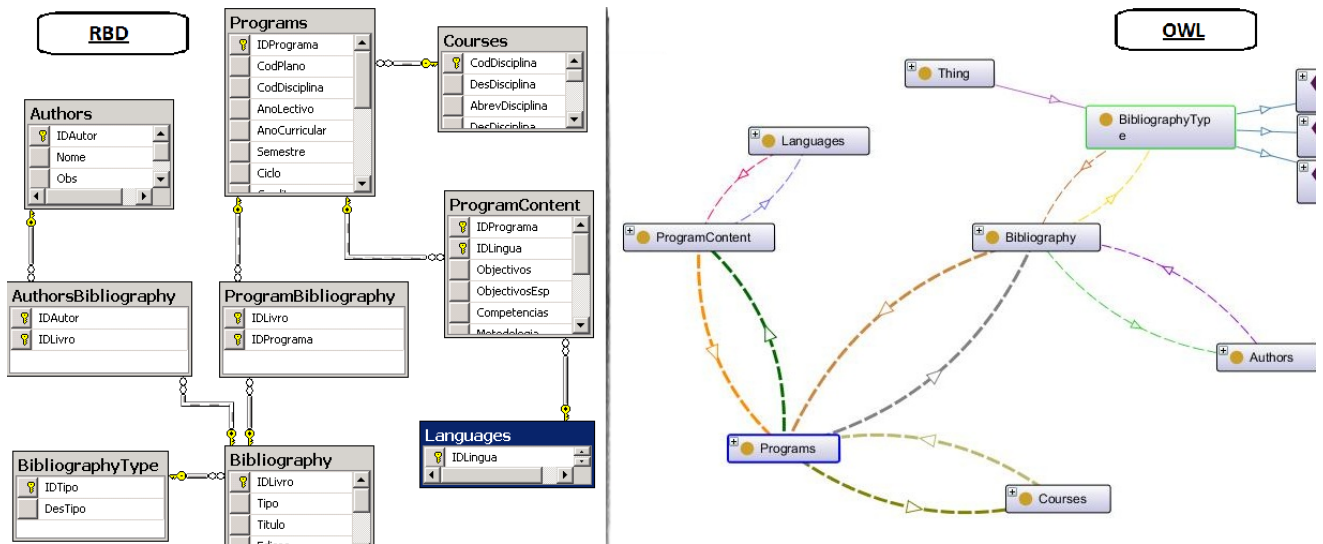 RBD
Programs
IDPrograma
CodPlano
CodDisciplina
AnoLectivo
AnoCurricular
Semestre
Ciclo
Courses
CodDisciplina
DesDisciplina
AbrevDisciplina
DesDisciplina
Authors
IDAutor
Nome
Obs
ProgramContent
IDPrograma
IDLingua
Objectivos
ObjectivosEsp
Competencias
Metodologia
AuthorsBibliography
IDAutor
IDLivro
ProgramBibliography
IDLivro
IDPrograma
Languages
IDLingua
BibliographyType
IDTipo
DesTipo
Bibliography
IDLivro
Tipo
Titulo
OWL
Thing
BibliographyTyp
e
Languages
ProgramContent
Bibliography
Authors
Programs
Courses